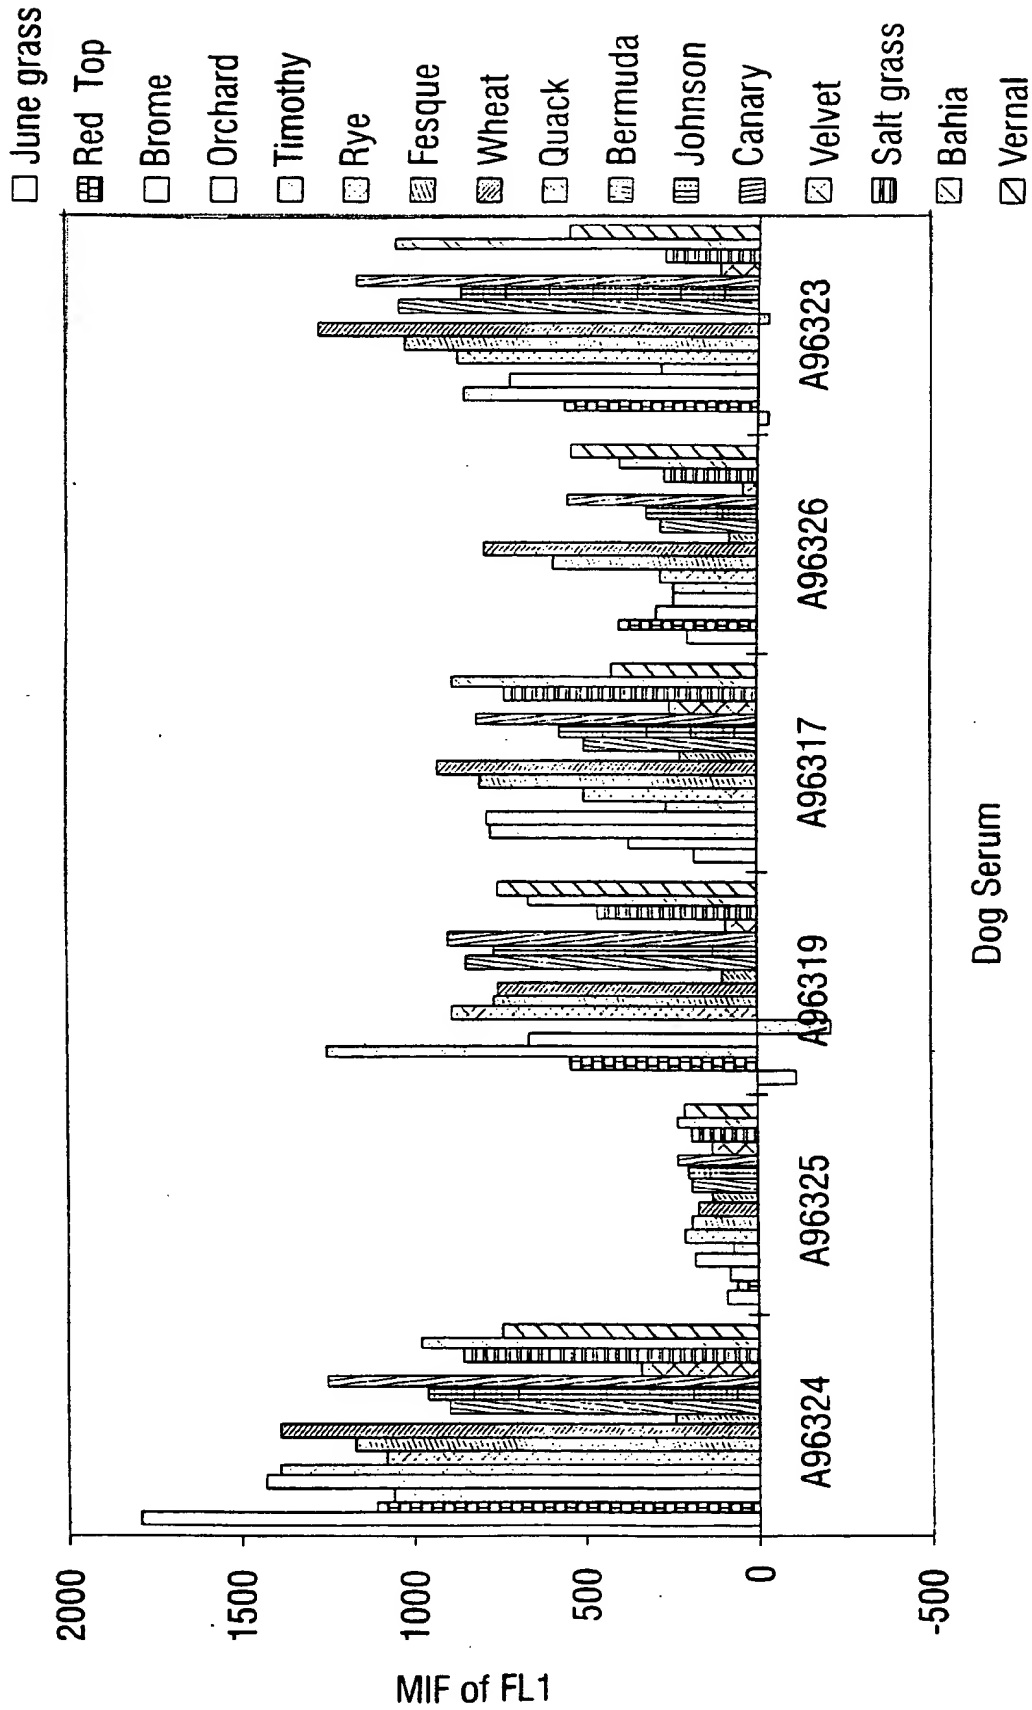 MIF of FL1
2000
1500
1000
500
0
-500
A96324
A96325
A96319
A96317
A96326
A96323
Dog Serum
June grass
Red Top
Brome
Orchard
Timothy
Rye
Fesque
Wheat
Quack
Bermuda
Johnson
Canary
Velvet
Salt grass
Bahia
Vernal